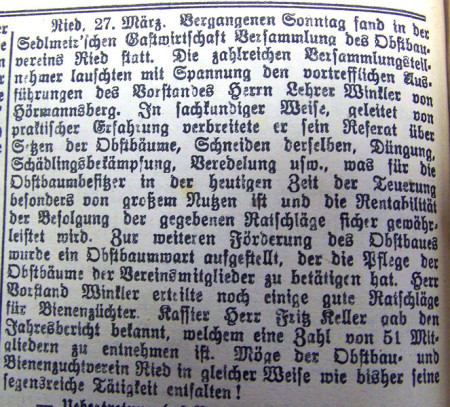 Ried, 27. März. Vergangenen Sonntag fand in der
Sedlmeir'schen Gastwirtschaft Versammlung des Obstbau-
vereins Ried statt. Die zahlreichen Versammlungsteil-
nehmer lauschten mit Spannung den vortrefflichen Aus-
führungen des Vorstandes Herrn Lehrer Winkler von
Hörmannsberg. In sachkundiger Weise, geleitet von
praktischer Erfahrung verbreitete er sein Referat über
Setzen der Obstbäume, Schneiden derselben, Düngung,
Schädlingsbekämpfung, Veredelung usw., was für die
Obstbaumbesitzer in der heutigen Zeit der Teuerung
besonders von großem Nutzen ist und die Rentabilität
der Befolgung der gegebenen Ratschläge sicher gewähr-
leistet wird. Zur weiteren Förderung des Obstbaues
wurde ein Obstbaumwart aufgestellt, der die Pflege der
Obstbäume der Vereinsmitglieder zu betätigen hat. Herr
Vorstand Winkler erteilte noch einige gute Ratschläge
für Bienenzüchter. Kassier Herr Fritz Keller gab den
Jahresbericht bekannt, welchem eine Zahl von 51 Mit-
gliedern zu entnehmen ist. Möge der Obstbau- und
Bienenzuchtverein Ried in gleicher Weise wie bisher seine
segensreiche Tätigkeit entfalten!